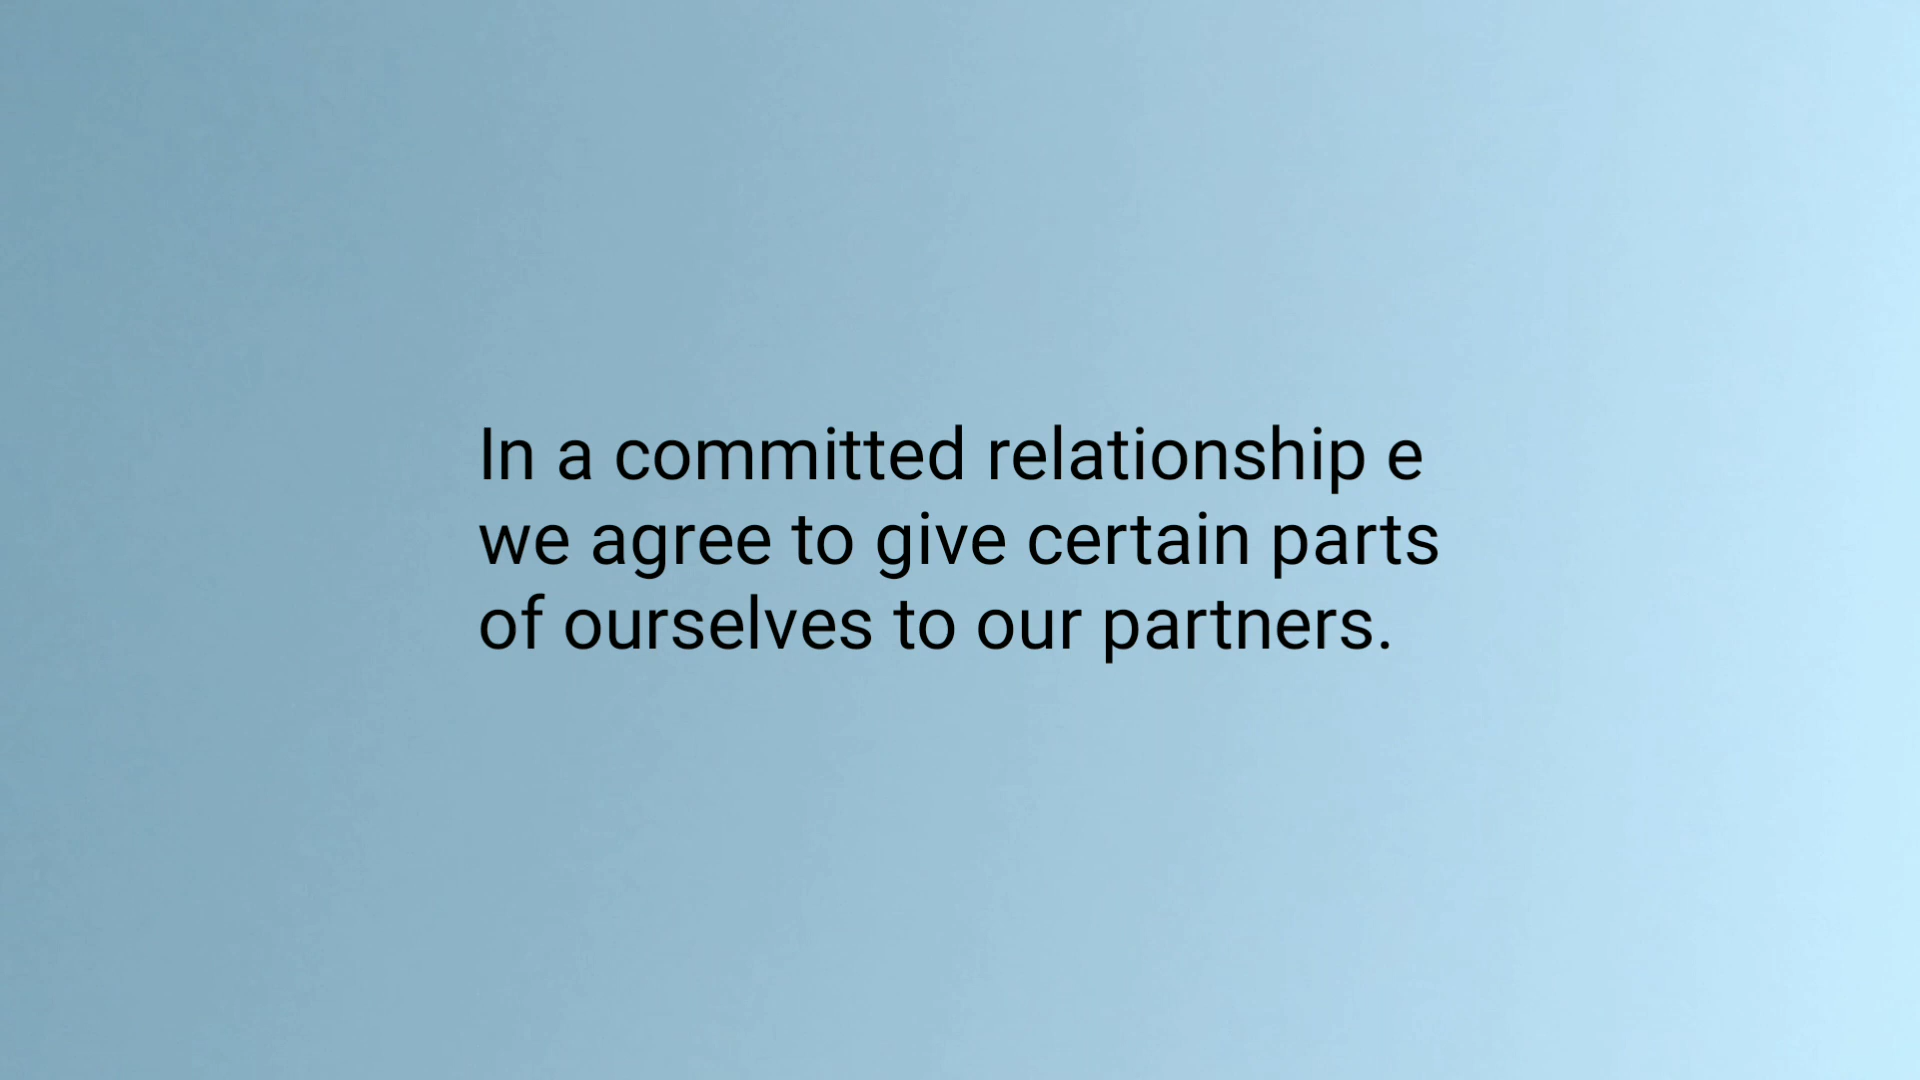 In a committed relationship e
we agree to give certain parts
of ourselves to our partners.